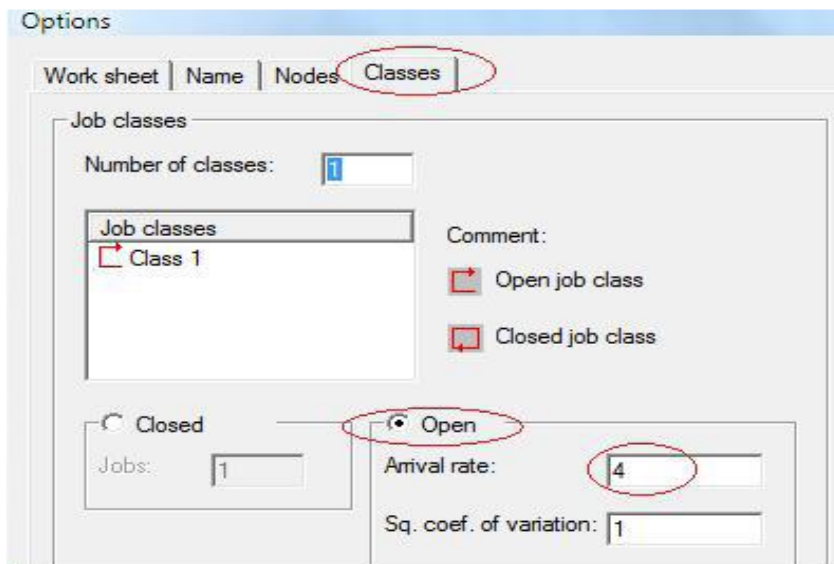 Options
Work sheet Name Nodes Classes
Job classes
Number of classes: 1
Job classes
Class 1
Comment:
Open job class
Closed job class
Closed
Jobs: 1
Open
Arrival rate: 4
Sq. coef. of variation: 1